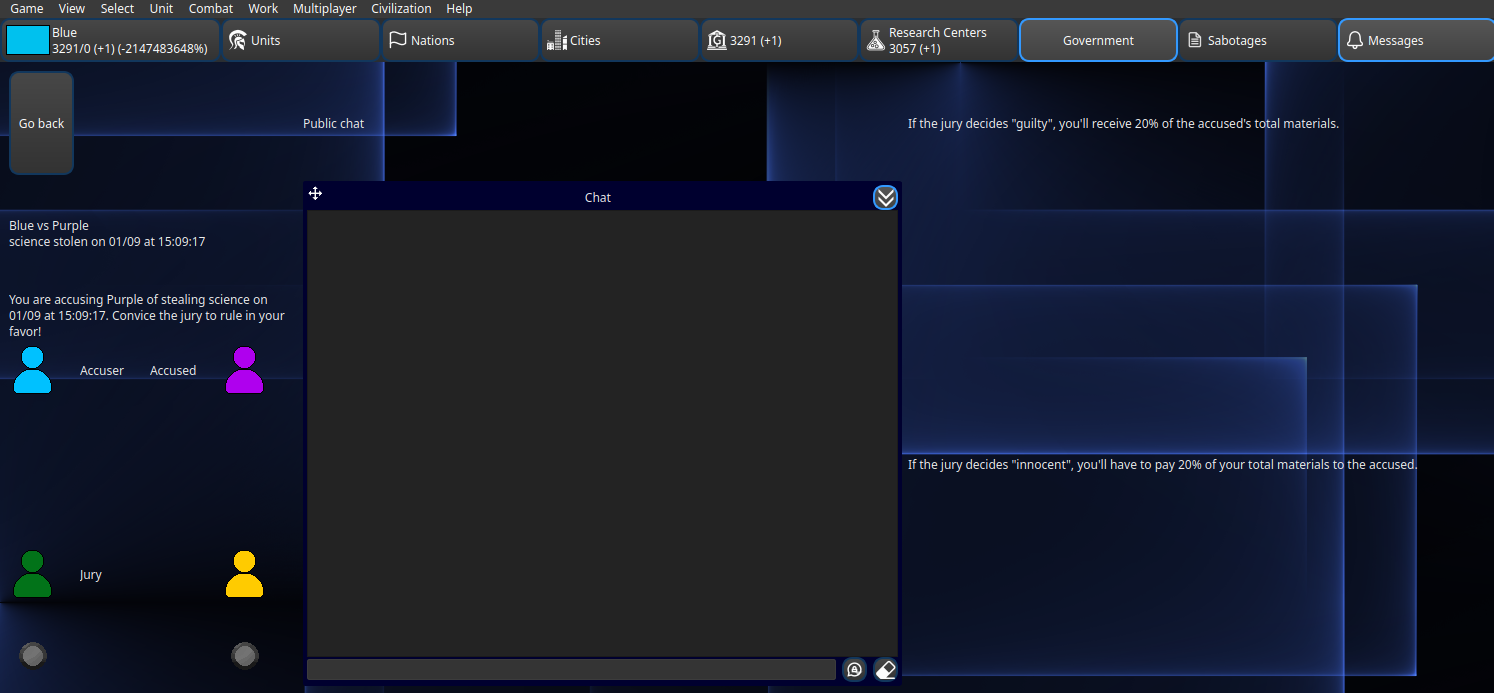 Game View Select Unit Combat Work Multiplayer Civilization Help
Blue
3291/0 (+1) (-2147483648%)
Units
Nations
Cities
3291 (+1)
Research Centers
3057 (+1)
Government
Sabotages
Messages
Go back
Public chat
If the jury decides "guilty", you'll receive 20% of the accused's total materials.
Chat
Blue vs Purple
science stolen on 01/09 at 15:09:17
You are accusing Purple of stealing science on
01/09 at 15:09:17. Convice the jury to rule in your
favor!
Accuser
Accused
If the jury decides "innocent", you'll have to pay 20% of your total materials to the accused.
Jury